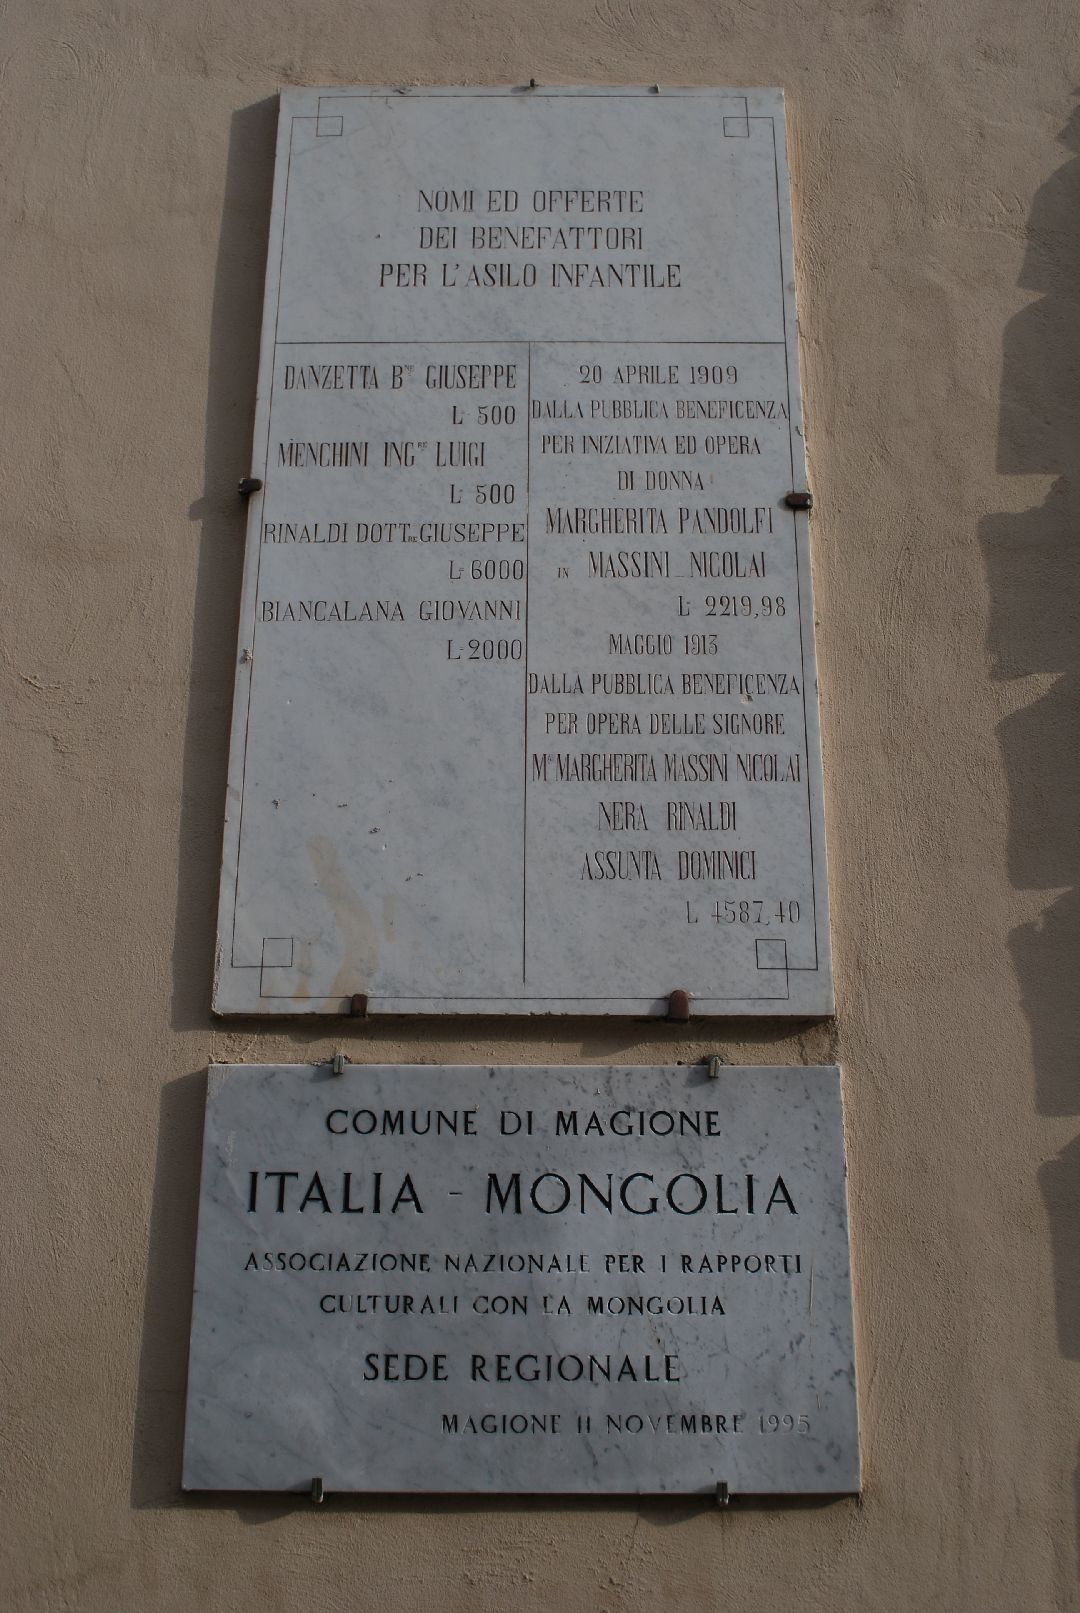 NOMI ED OFFERTE
DEI BENEFATTORI
PER L'ASILO INFANTILE
DANZETTA B.NE GIUSEPPE
L. 500
MENCHINI ING.RE LUIGI
L. 500
RINALDI DOTT.RE GIUSEPPE
L. 6000
BIANCALANA GIOVANNI
L. 2000
20 APRILE 1909
DALLA PUBBLICA BENEFICENZA
PER INIZIATIVA ED OPERA
DI DONNA
MARGHERITA PANDOLFI
IN MASSINI _ NICOLAI
L. 2219,98
MAGGIO 1913
DALLA PUBBLICA BENEFICENZA
PER OPERA DELLE SIGNORE
MARGHERITA MASSINI NICOLAI
NERA RINALDI
ASSUNTA DOMINICI
L 4587,40
COMUNE DI MAGIONE
ITALIA - MONGOLIA
ASSOCIAZIONE NAZIONALE PER I RAPPORTI
CULTURALI CON LA MONGOLIA
SEDE REGIONALE
MAGIONE 11 NOVEMBRE 1995